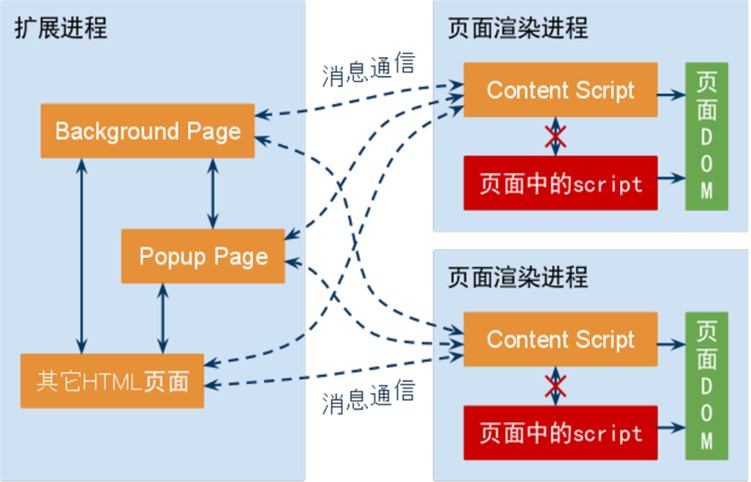 扩展进程
Background Page
Popup Page
其它HTML页面
消息通信
消息通信
页面渲染进程
Content Script
页面中的script
页面DOM
页面渲染进程
Content Script
页面中的script
页面DOM